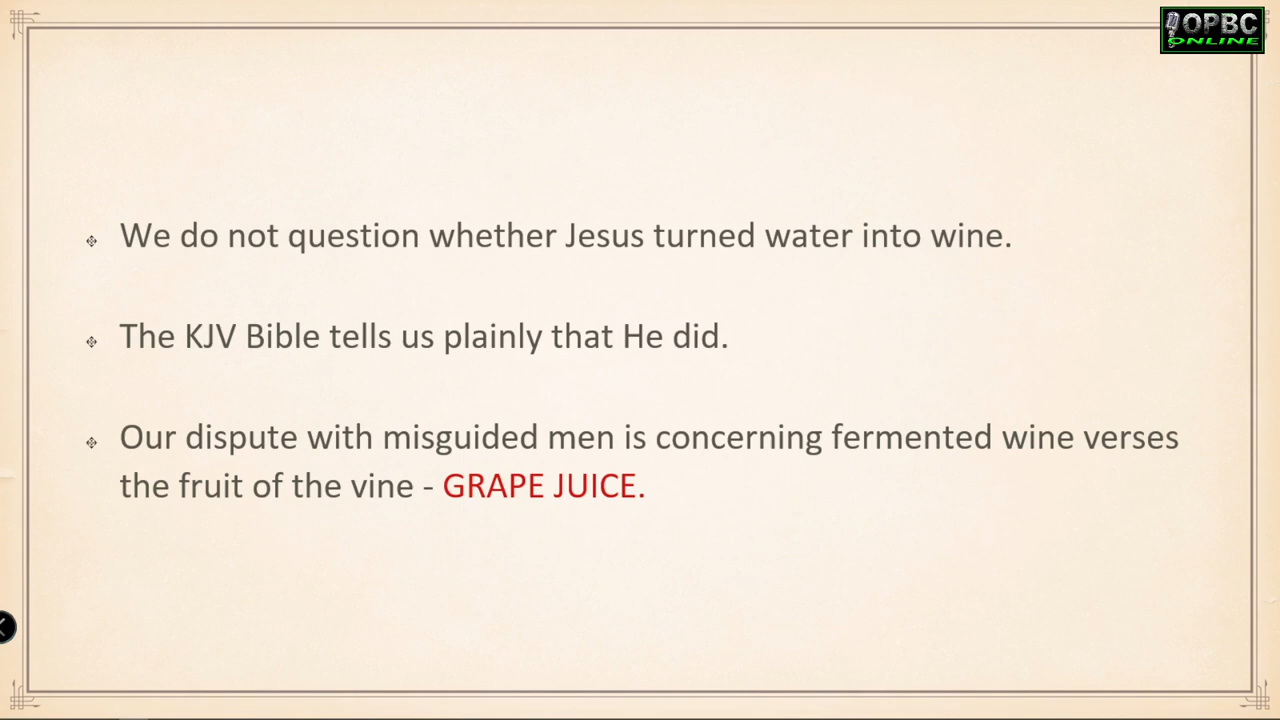 OPBC
ONLINE
We do not question whether Jesus turned water into wine.
The KJV Bible tells us plainly that He did.
Our dispute with misguided men is concerning fermented wine verses
the fruit of the vine - GRAPE JUICE.